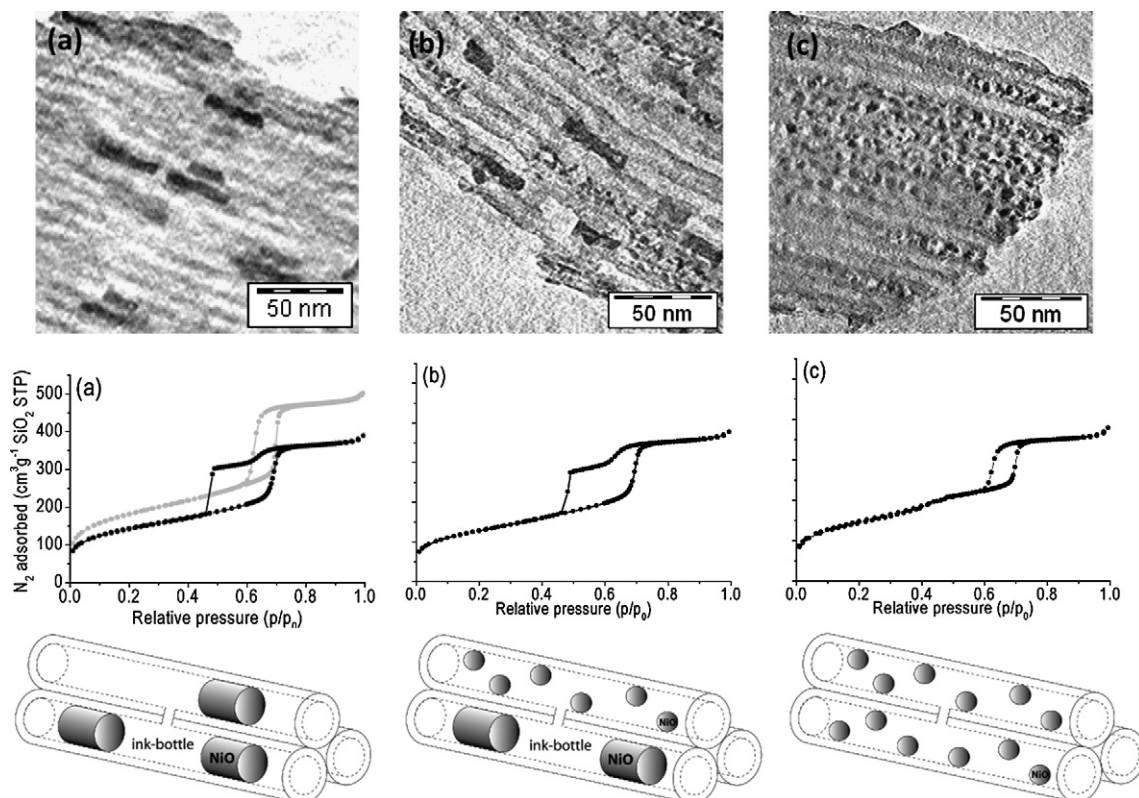 (a)
50 nm
(b)
50 nm
(c)
50 nm
N₂ adsorbed (cm³g⁻¹ SiO₂ STP)
500
400
300
200
100
0
(a)
0.0 0.2 0.4 0.6 0.8 1.0
Relative pressure (p/pₙ)
(b)
0.0 0.2 0.4 0.6 0.8 1.0
Relative pressure (p/p₀)
(c)
0.0 0.2 0.4 0.6 0.8 1.0
Relative pressure (p/p₀)
ink-bottle
NiO
NiO
ink-bottle
NiO
NiO